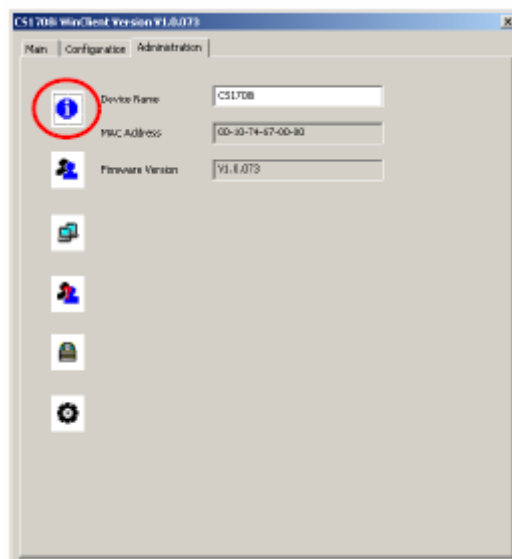 CS1708i WinClient Version V1.0.073
Main Configuration Administration
Device Name CS1708i
MAC Address 00-10-74-67-00-80
Firmware Version V1.0.073